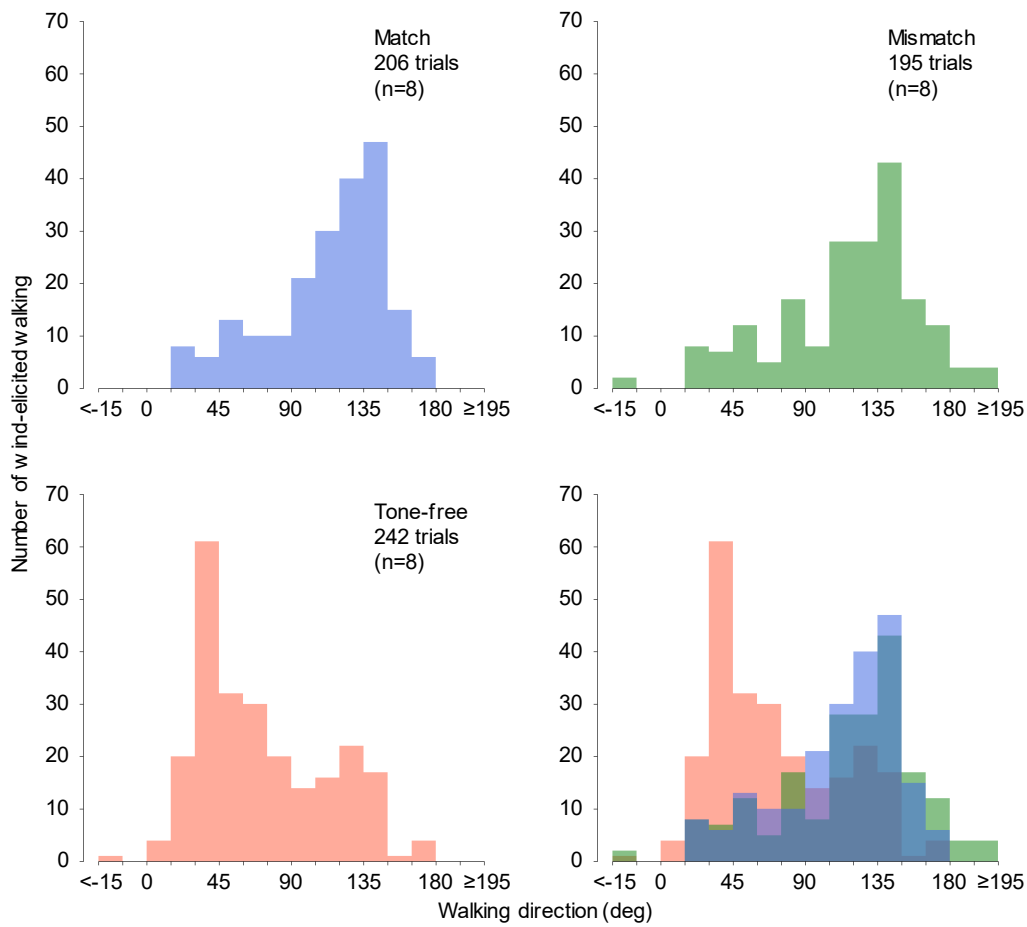 70
60
50
40
30
20
10
0
<-15 0 45 90 135 180 ≥195
Match
206 trials
(n=8)
70
60
50
40
30
20
10
0
<-15 0 45 90 135 180 ≥195
Mismatch
195 trials
(n=8)
Number of wind-elicited walking
70
60
50
40
30
20
10
0
<-15 0 45 90 135 180 ≥195
Tone-free
242 trials
(n=8)
70
60
50
40
30
20
10
0
<-15 0 45 90 135 180 ≥195
Walking direction (deg)